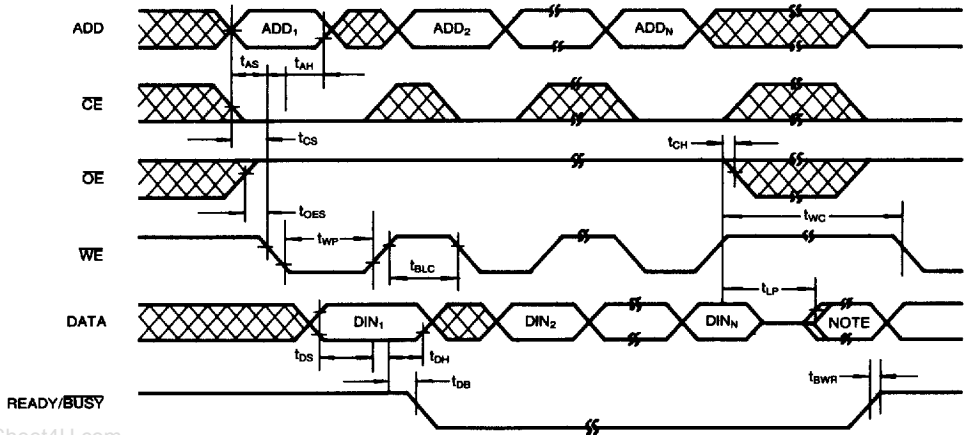 ADD ADD₁ ADD₂ ADDN
tAS tAH
CE
tCS tCH
OE
tOES tWC
tWP
WE
tBLC tLP
DATA DIN₁ DIN₂ DINN NOTE
tDS tDH
tDB tBWR
READY/BUSY